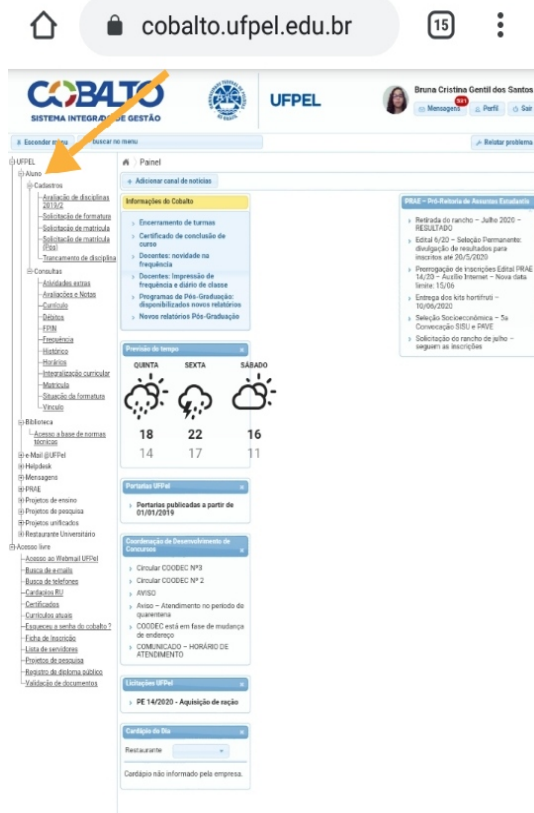 cobalto.ufpel.edu.br
15
COBALTO
SISTEMA INTEGRADO DE GESTÃO
UFPEL
Bruna Cristina Gentil dos Santos
Mensagens
Perfil
Sair
Esconder menu
buscar no menu
Relatar problema
UFPEL
Aluno
Cadastros
Avaliação de disciplinas
2019/2
Solicitação de formatura
Solicitação de matrícula
Solicitação de matrícula
(Pós)
Trancamento de disciplina
Consultas
Atividades extras
Avaliações e Notas
Currículo
Débitos
FPIN
Frequência
Histórico
Horários
Integralização curricular
Matrícula
Situação da formatura
Vínculo
Biblioteca
Acesso a base de normas
técnicas
e-Mail @UFPel
Helpdesk
Mensagens
PRAE
Projetos de ensino
Projetos de pesquisa
Projetos unificados
Restaurante Universitário
Acesso livre
Acesso ao Webmail UFPel
Busca de e-mails
Busca de telefones
Cardápios RU
Certificados
Currículos atuais
Esqueceu a senha do cobalto ?
Ficha de Inscrição
Lista de servidores
Projetos de pesquisa
Registro de diploma público
Validação de documentos
Painel
+ Adicionar canal de notícias
Informações do Cobalto
Encerramento de turmas
Certificado de conclusão de
curso
Docentes: novidade na
frequência
Docentes: Impressão de
frequência e diário de classe
Programas de Pós-Graduação:
disponibilizados novos relatórios
Novos relatórios Pós-Graduação
Previsão do tempo
QUINTA SEXTA SÁBADO
18 22 16
14 17 11
Portarias UFPel
Portarias publicadas a partir de
01/01/2019
Coordenação de Desenvolvimento de
Concursos
Circular COODEC Nº3
Circular COODEC Nº 2
AVISO
Aviso – Atendimento no período de
quarentena
COODEC está em fase de mudança
de endereço
COMUNICADO – HORÁRIO DE
ATENDIMENTO
Licitações UFPel
PE 14/2020 - Aquisição de ração
Cardápio do Dia
Restaurante
Cardápio não informado pela empresa.
PRAE – Pró-Reitoria de Assuntos Estudantis
Retirada do rancho – Julho 2020 –
RESULTADO
Edital 6/20 – Seleção Permanente:
divulgação de resultados para
inscritos até 20/5/2020
Prorrogação de inscrições Edital PRAE
14/20 – Auxílio Internet – Nova data
limite: 15/06
Entrega dos kits hortifruti –
10/06/2020
Seleção Socioeconômica – 5a
Convocação SISU e PAVE
Solicitação do rancho de julho –
seguem as inscrições